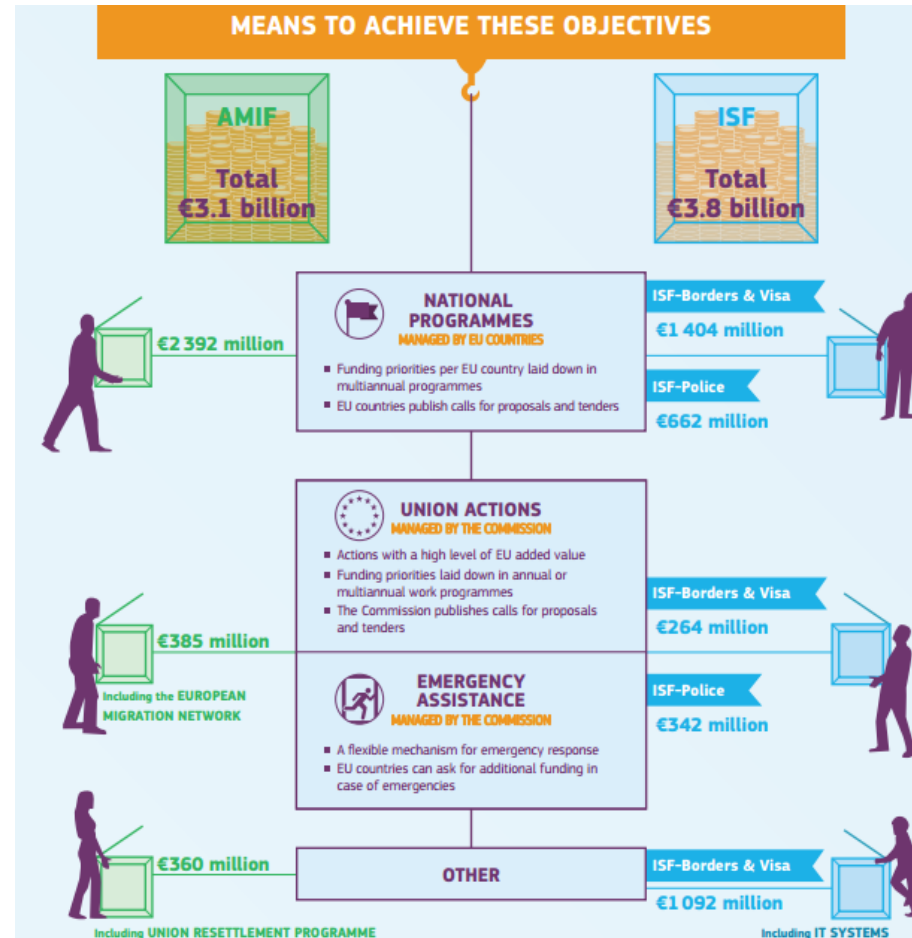 MEANS TO ACHIEVE THESE OBJECTIVES
AMIF
Total
€3.1 billion
ISF
Total
€3.8 billion
NATIONAL
PROGRAMMES
MANAGED BY EU COUNTRIES
▪ Funding priorities per EU country laid down in
multiannual programmes
▪ EU countries publish calls for proposals and tenders
€2 392 million
ISF-Borders & Visa
€1 404 million
ISF-Police
€662 million
UNION ACTIONS
MANAGED BY THE COMMISSION
▪ Actions with a high level of EU added value
▪ Funding priorities laid down in annual or
multiannual work programmes
▪ The Commission publishes calls for proposals
and tenders
€385 million
Including the EUROPEAN
MIGRATION NETWORK
ISF-Borders & Visa
€264 million
ISF-Police
€342 million
EMERGENCY
ASSISTANCE
MANAGED BY THE COMMISSION
▪ A flexible mechanism for emergency response
▪ EU countries can ask for additional funding in
case of emergencies
€360 million
OTHER
ISF-Borders & Visa
€1 092 million
Including UNION RESETTLEMENT PROGRAMME
Including IT SYSTEMS